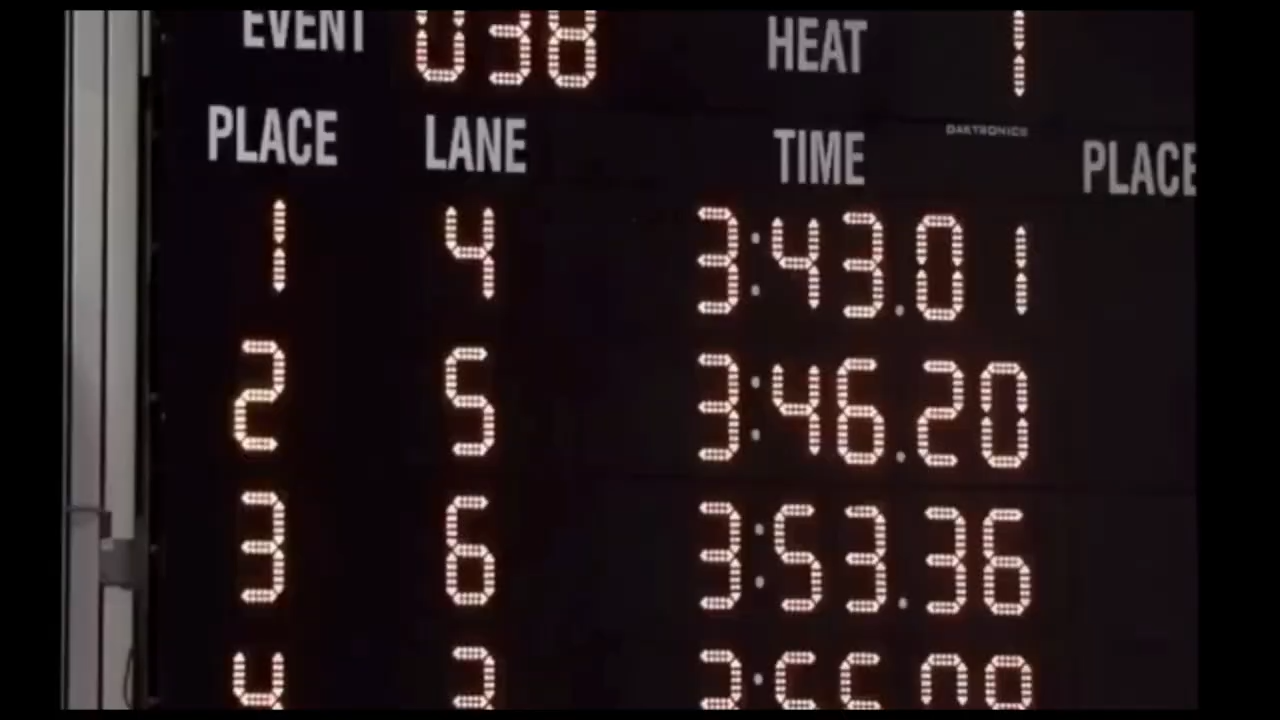 EVENT 038 HEAT 1
DAKTRONICS
PLACE LANE TIME PLACE
1 4 3:43.01
2 5 3:46.20
3 6 3:53.36
4